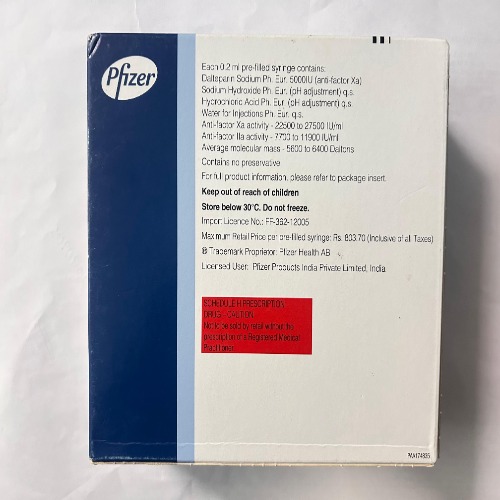 Pfizer
Each 0.2 ml pre-filled syringe contains:
Dalteparin Sodium Ph. Eur. 5000IU (anti-factor Xa)
Sodium Hydroxide Ph. Eur. (pH adjustment) q.s.
Hydrochloric Acid Ph. Eur. (pH adjustment) q.s.
Water for Injections Ph. Eur. q.s.
Anti-factor Xa activity - 22500 to 27500 IU/ml
Anti-factor IIa activity - 7700 to 11900 IU/ml
Average molecular mass - 5600 to 6400 Daltons
Contains no preservative
For full product information, please refer to package insert.
Keep out of reach of children
Store below 30°C. Do not freeze.
Import Licence No.: FF-362-12005
Maximum Retail Price per pre-filled syringe: Rs. 803.70 (Inclusive of all Taxes)
® Trademark Proprietor: Pfizer Health AB
Licensed User: Pfizer Products India Private Limited, India
SCHEDULE H PRESCRIPTION
DRUG - CAUTION
Not to be sold by retail without the
prescription of a Registered Medical
Practitioner.